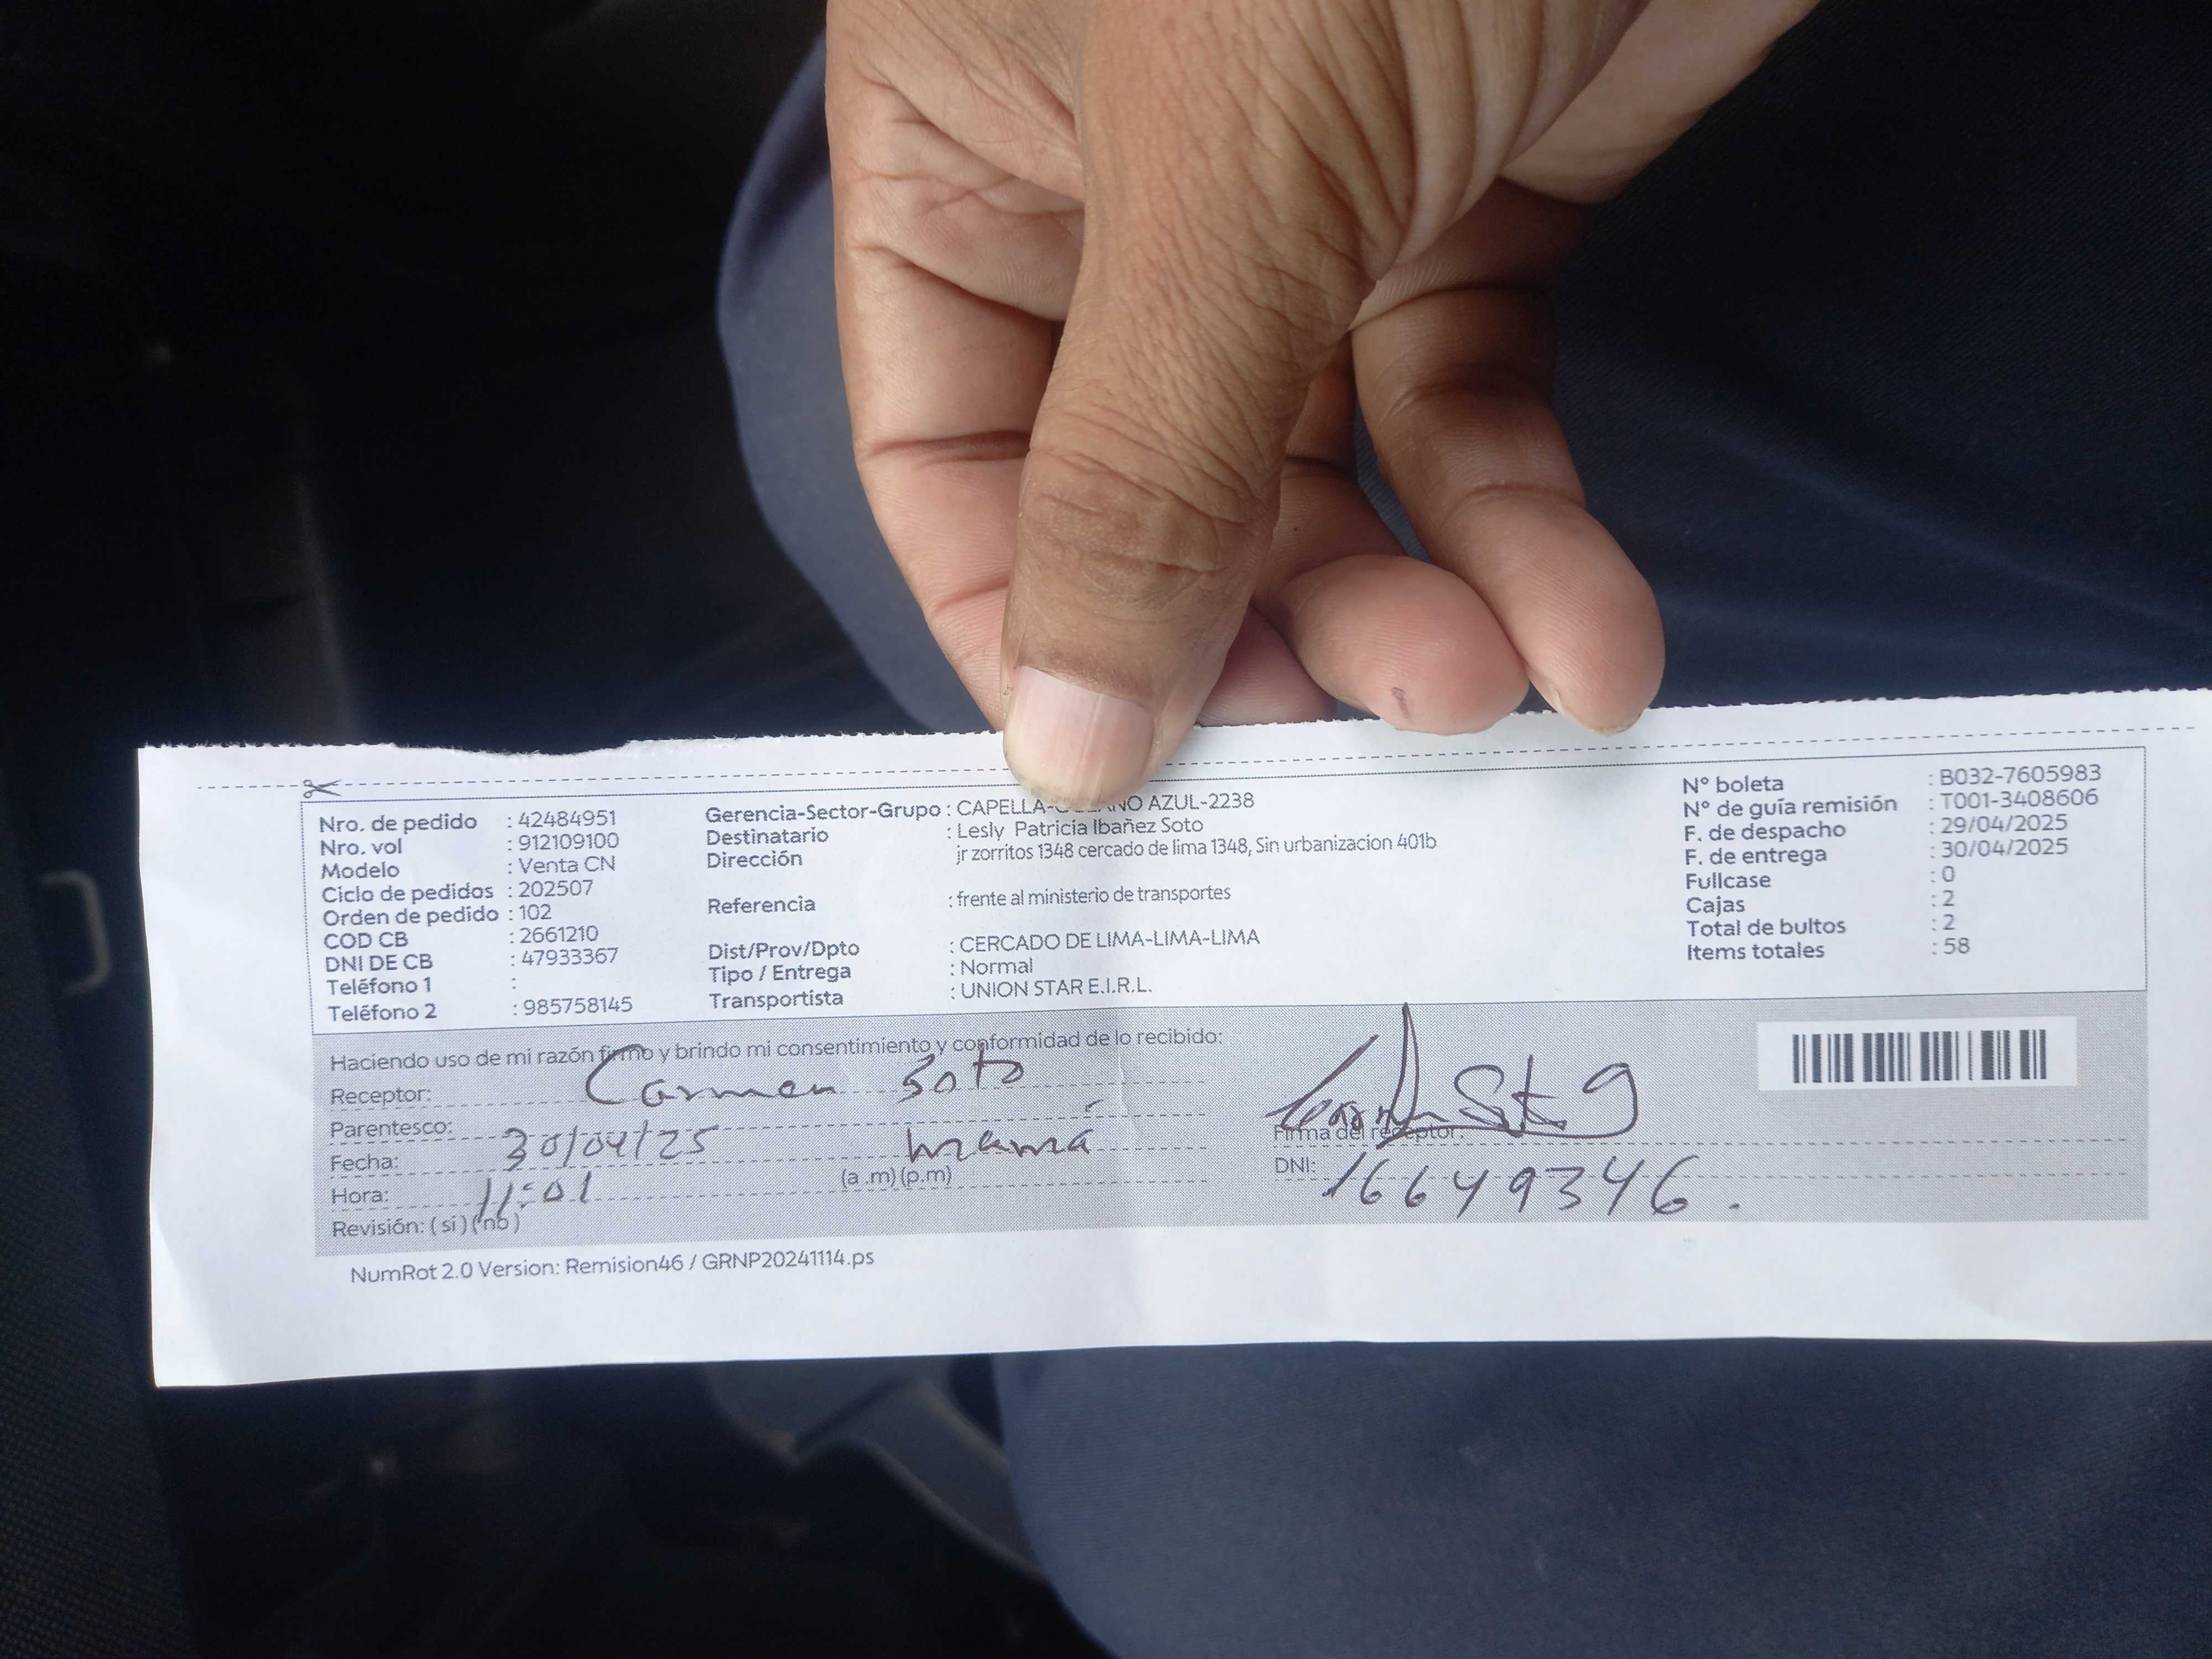 Nro. de pedido : 42484951
Nro. vol : 912109100
Modelo : Venta CN
Ciclo de pedidos : 202507
Orden de pedido : 102
COD CB : 2661210
DNI DE CB : 47933367
Teléfono 1 :
Teléfono 2 : 985758145
Gerencia-Sector-Grupo : CAPELLA- AZUL-2238
Destinatario : Lesly Patricia Ibañez Soto
Dirección jr zorritos 1348 cercado de lima 1348, Sin urbanizacion 401b
Referencia : frente al ministerio de transportes
Dist/Prov/Dpto : CERCADO DE LIMA-LIMA-LIMA
Tipo / Entrega : Normal
Transportista : UNION STAR E.I.R.L.
N° boleta : B032-7605983
N° de guía remisión : T001-3408606
F. de despacho : 29/04/2025
F. de entrega : 30/04/2025
Fullcase : 0
Cajas : 2
Total de bultos : 2
Items totales : 58
Haciendo uso de mi razón firmo y brindo mi consentimiento y conformidad de lo recibido:
Receptor: Carmen Soto
Parentesco: mamá
Fecha: 30/04/25
Hora: 11:01 (a .m) (p.m)
Revisión: ( si ) ( no )
Firma del receptor:
DNI: 16649346.
NumRot 2.0 Version: Remision46 / GRNP20241114.ps